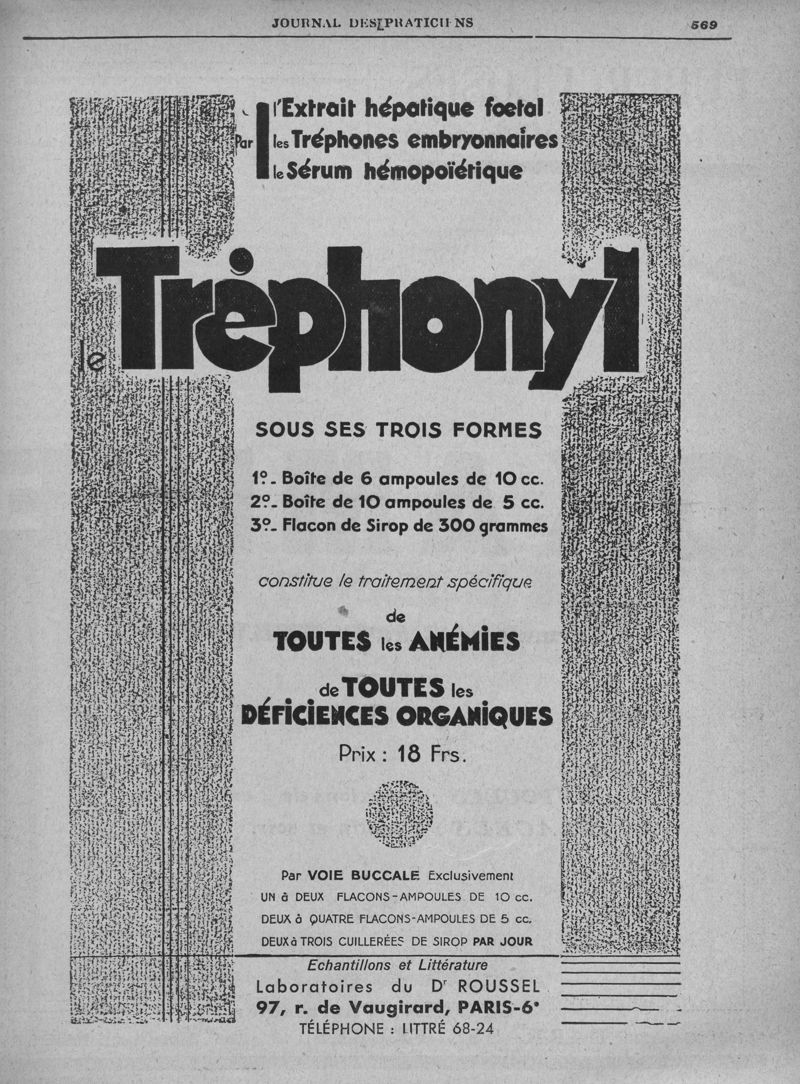 JOURNAL DES PRATICIENS 569
l'Extrait hépatique fœtal
Par les Tréphones embryonnaires
le Sérum hémopoïétique
le Tréphonyl
SOUS SES TROIS FORMES
1º_ Boîte de 6 ampoules de 10 cc.
2º_ Boîte de 10 ampoules de 5 cc.
3º_ Flacon de Sirop de 300 grammes
constitue le traitement spécifique
de
TOUTES les ANÉMIES
de TOUTES les
DÉFICIENCES ORGANIQUES
Prix : 18 Frs.
Par VOIE BUCCALE Exclusivement
UN à DEUX FLACONS-AMPOULES DE 10 cc.
DEUX à QUATRE FLACONS-AMPOULES DE 5 cc.
DEUX à TROIS CUILLERÉES DE SIROP PAR JOUR
Echantillons et Littérature
Laboratoires du Dr ROUSSEL
97, r. de Vaugirard, PARIS-6e
TÉLÉPHONE : LITTRÉ 68-24